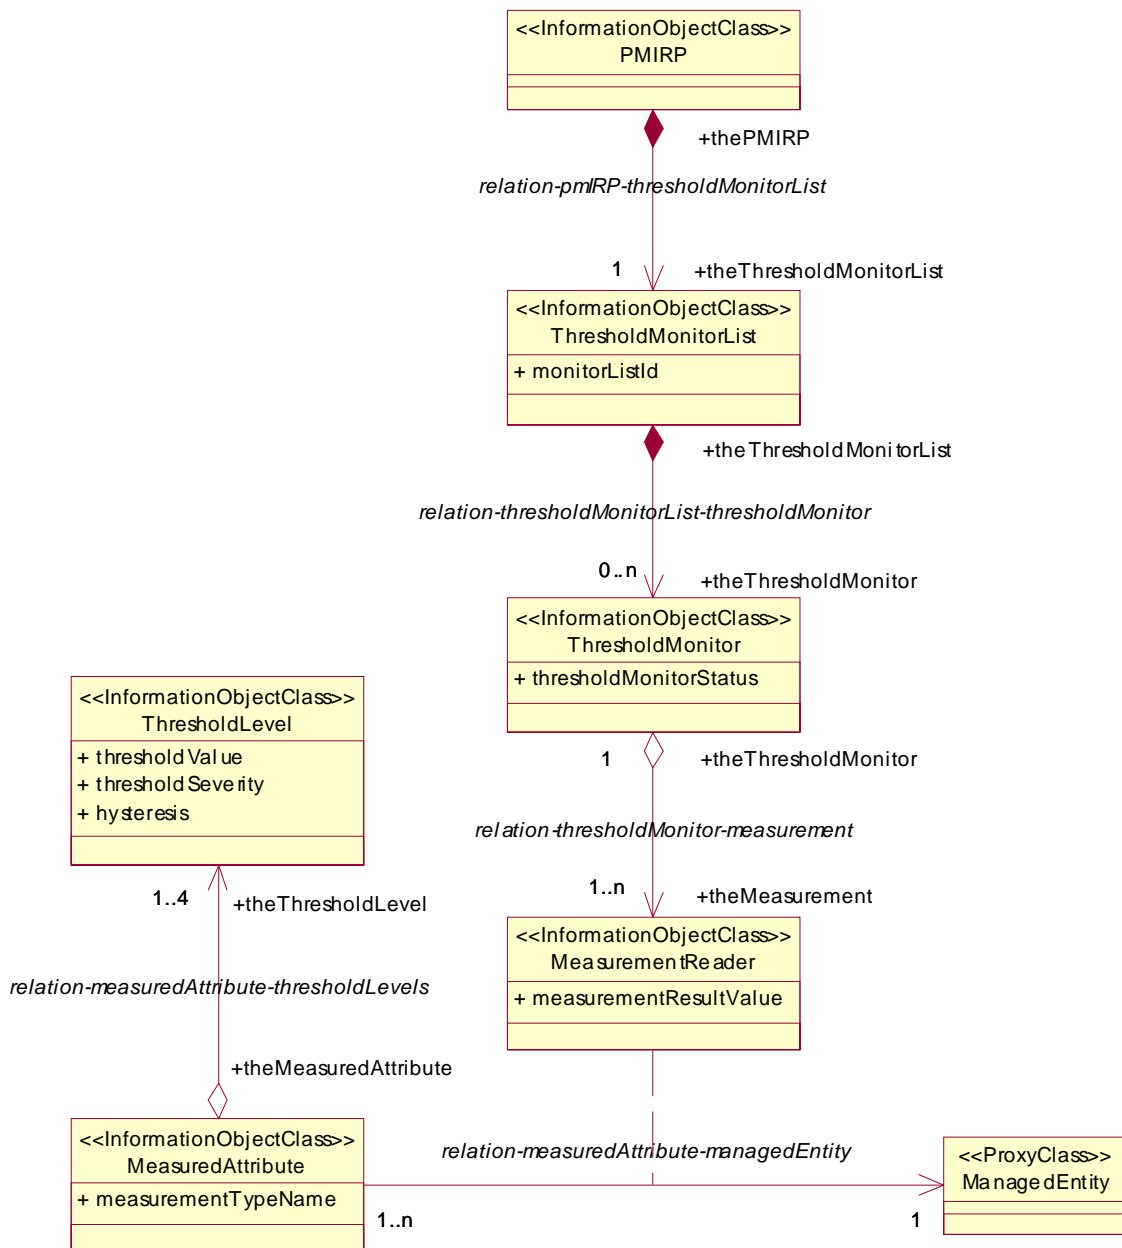 <<InformationObjectClass>>
PMIRP
+thePMIRP
relation-pmIRP-thresholdMonitorList
1
+theThresholdMonitorList
<<InformationObjectClass>>
ThresholdMonitorList
+ monitorListId
+theThresholdMonitorList
relation-thresholdMonitorList-thresholdMonitor
0..n
+theThresholdMonitor
<<InformationObjectClass>>
ThresholdMonitor
+ thresholdMonitorStatus
1
+theThresholdMonitor
<<InformationObjectClass>>
ThresholdLevel
+ thresholdValue
+ thresholdSeverity
+ hysteresis
relation-thresholdMonitor-measurement
1..n
+theMeasurement
1..4
+theThresholdLevel
<<InformationObjectClass>>
MeasurementReader
+ measurementResultValue
relation-measuredAttribute-thresholdLevels
+theMeasuredAttribute
<<InformationObjectClass>>
MeasuredAttribute
+ measurementTypeName
relation-measuredAttribute-managedEntity
1..n
1
<<ProxyClass>>
ManagedEntity